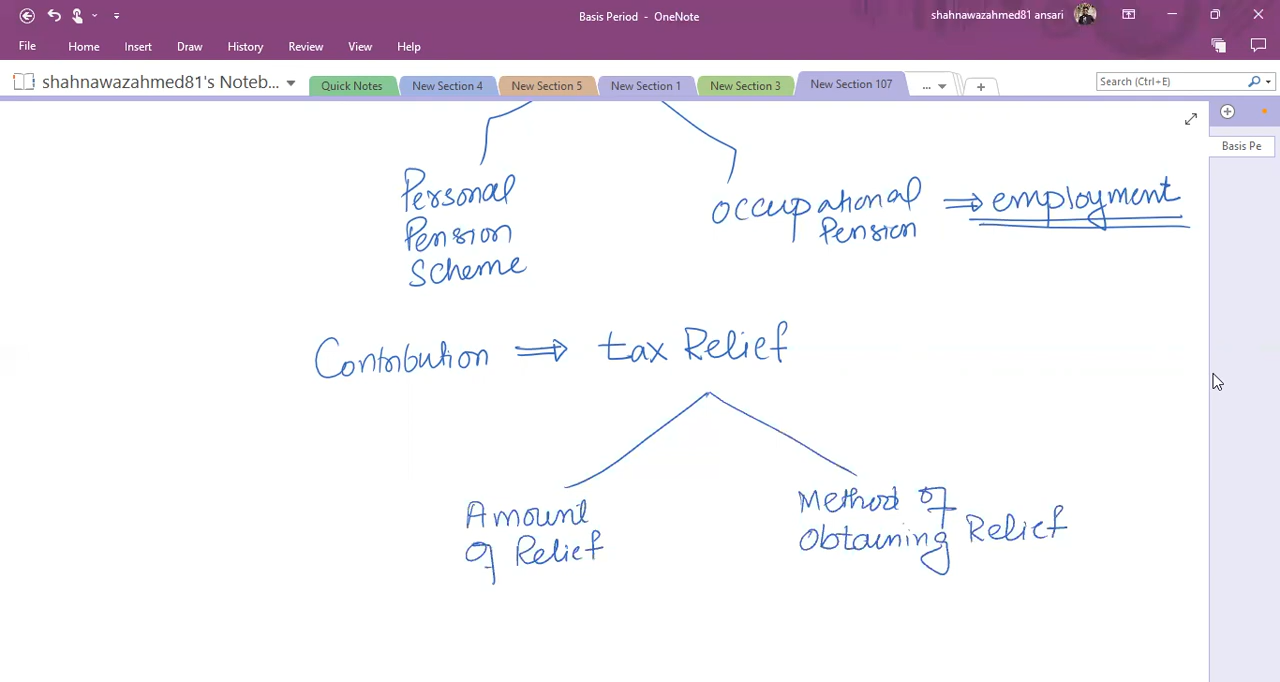 Basis Period - OneNote
shahnawazahmed81 ansari
File Home Insert Draw History Review View Help
shahnawazahmed81's Noteb...
Quick Notes
New Section 4
New Section 5
New Section 1
New Section 3
New Section 107
...
Search (Ctrl+E)
Basis Pe
Personal
Pension
Scheme
Occupational
Pension
⇒ employment
Contribution ⇒ tax Relief
Amount
of Relief
Method of
Obtaining Relief